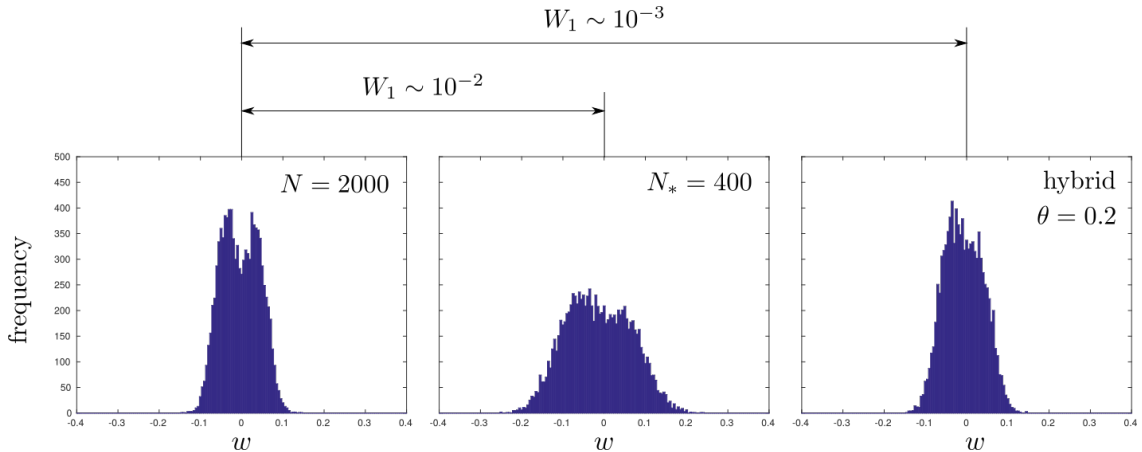 W₁ ∼ 10⁻³
W₁ ∼ 10⁻²
frequency
500
450
400
350
300
250
200
150
100
50
0
N = 2000
-0.4 -0.3 -0.2 -0.1 0 0.1 0.2 0.3 0.4
w
N∗ = 400
-0.4 -0.3 -0.2 -0.1 0 0.1 0.2 0.3 0.4
w
hybrid
θ = 0.2
-0.4 -0.3 -0.2 -0.1 0 0.1 0.2 0.3 0.4
w